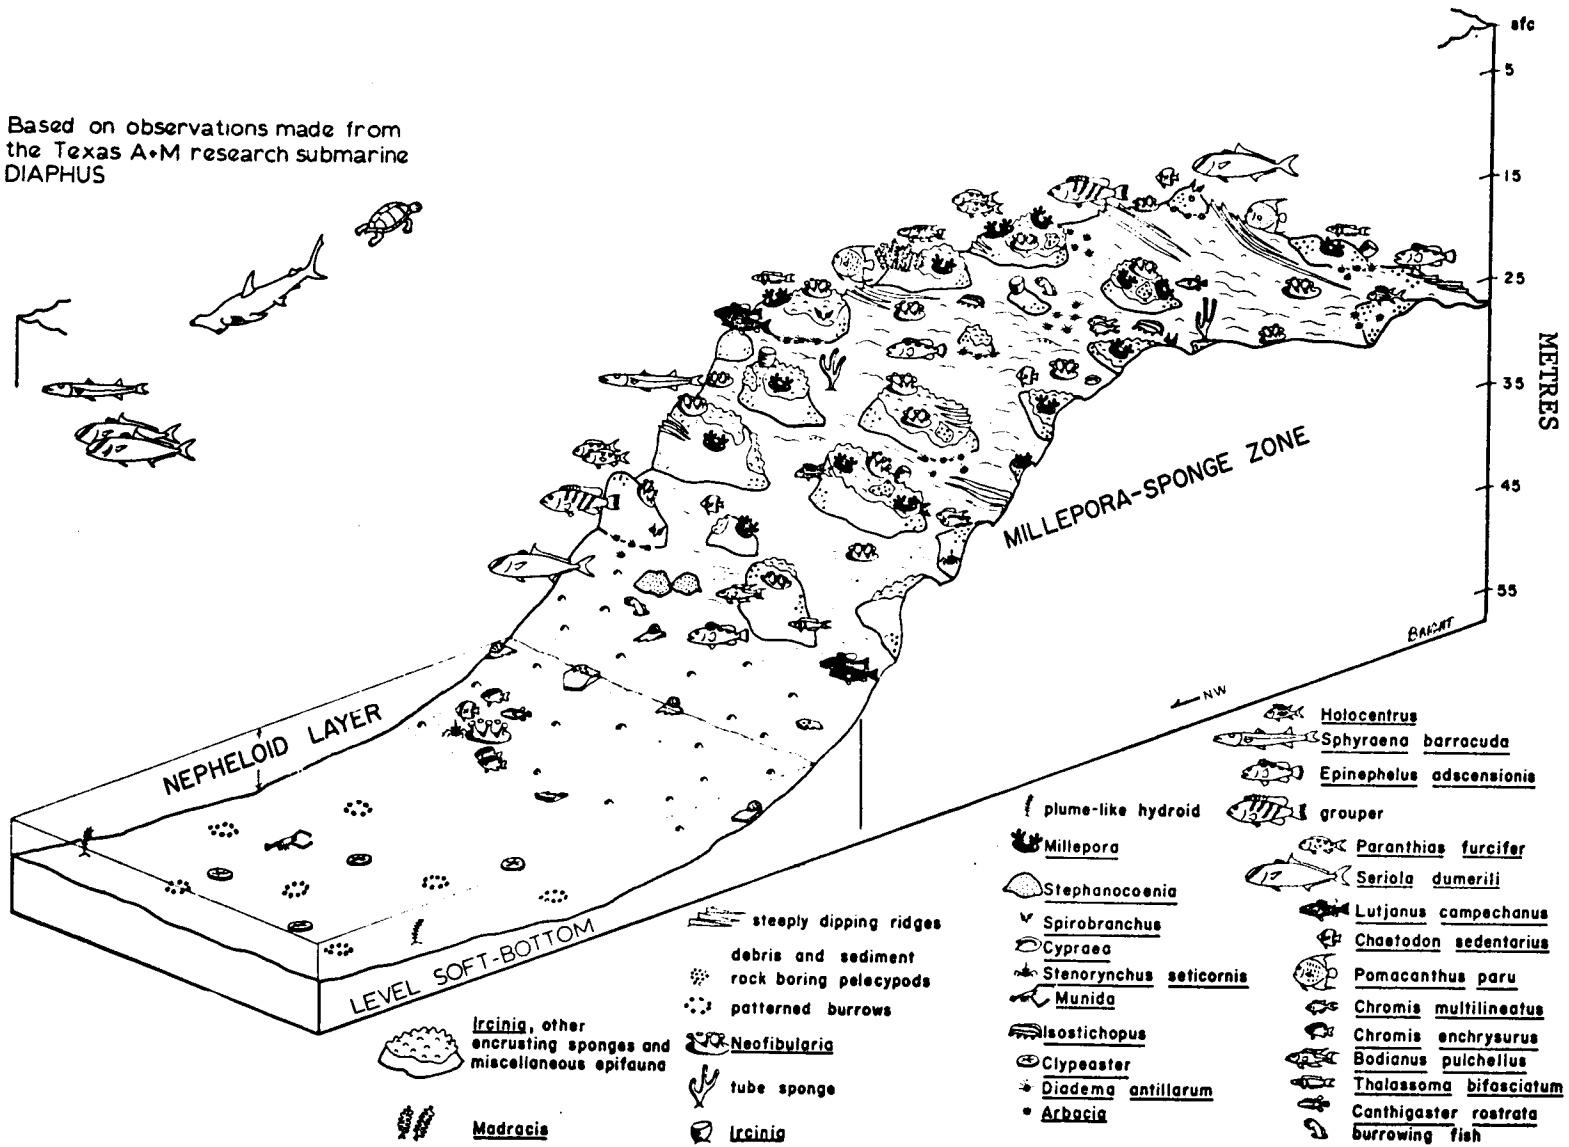 sfc
5
15
25
35
45
55
METRES
Based on observations made from
the Texas A&M research submarine
DIAPHUS
MILLEPORA-SPONGE ZONE
BRIGHT
NW
NEPHELOID LAYER
LEVEL SOFT-BOTTOM
steeply dipping ridges
debris and sediment
rock boring pelecypods
patterned burrows
Ircinia, other
encrusting sponges and
miscellaneous epifauna
Madracis
Neofibularia
tube sponge
Ircinia
plume-like hydroid
Millepora
Stephanocoenia
Spirobranchus
Cypraea
Stenorynchus seticornis
Munida
Isostichopus
Clypeaster
Diadema antillarum
Arbacia
Holocentrus
Sphyraena barracuda
Epinephelus adscensionis
grouper
Paranthias furcifer
Seriola dumerili
Lutjanus campechanus
Chaetodon sedentarius
Pomacanthus paru
Chromis multilineatus
Chromis enchrysurus
Bodianus pulchellus
Thalassoma bifasciatum
Canthigaster rostrata
burrowing fish